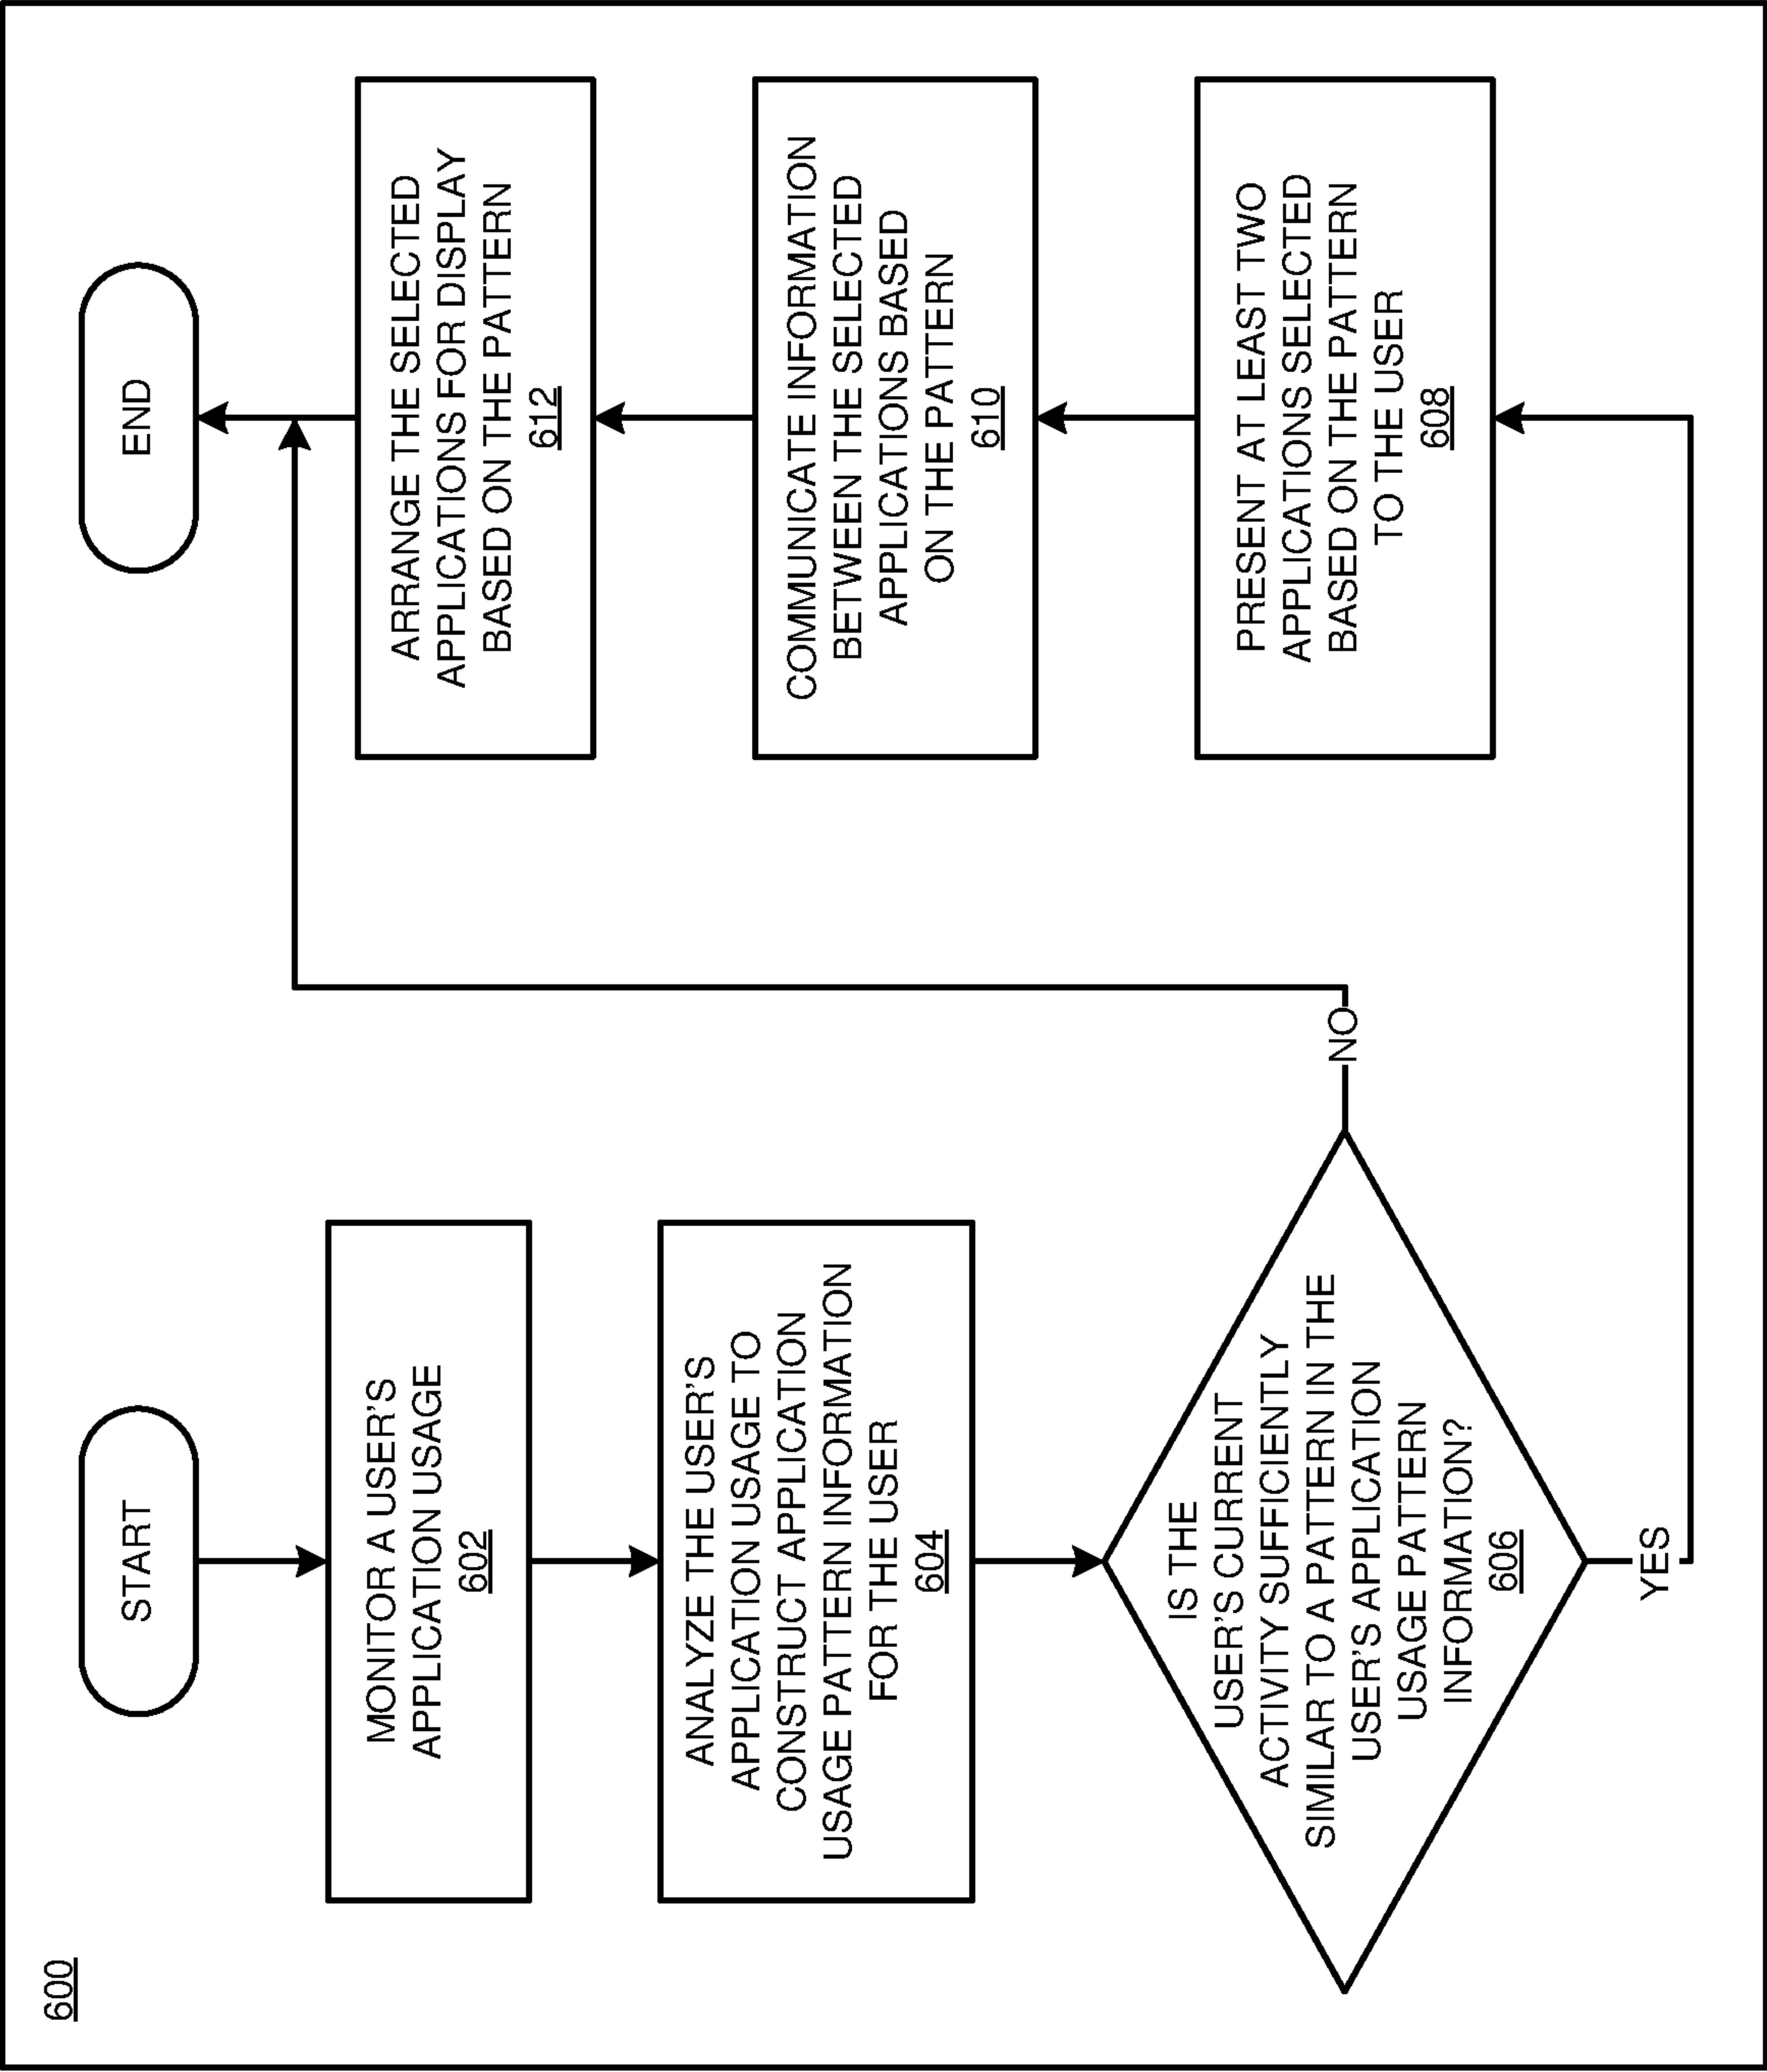 600
START
MONITOR A USER'S
APPLICATION USAGE
602
ANALYZE THE USER'S
APPLICATION USAGE TO
CONSTRUCT APPLICATION
USAGE PATTERN INFORMATION
FOR THE USER
604
IS THE
USER'S CURRENT
ACTIVITY SUFFICIENTLY
SIMILAR TO A PATTERN IN THE
USER'S APPLICATION
USAGE PATTERN
INFORMATION?
606
NO
YES
PRESENT AT LEAST TWO
APPLICATIONS SELECTED
BASED ON THE PATTERN
TO THE USER
608
COMMUNICATE INFORMATION
BETWEEN THE SELECTED
APPLICATIONS BASED
ON THE PATTERN
610
ARRANGE THE SELECTED
APPLICATIONS FOR DISPLAY
BASED ON THE PATTERN
612
END